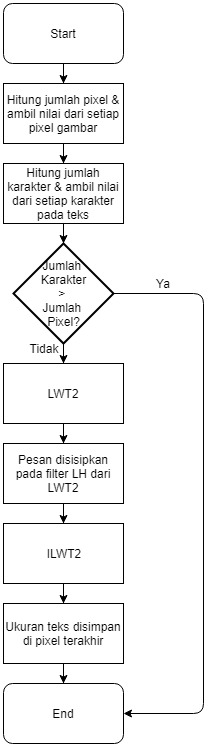 Start
Hitung jumlah pixel &
ambil nilai dari setiap
pixel gambar
Hitung jumlah
karakter & ambil nilai
dari setiap karakter
pada teks
Jumlah
Karakter
>
Jumlah
Pixel?
Ya
Tidak
LWT2
Pesan disisipkan
pada filter LH dari
LWT2
ILWT2
Ukuran teks disimpan
di pixel terakhir
End